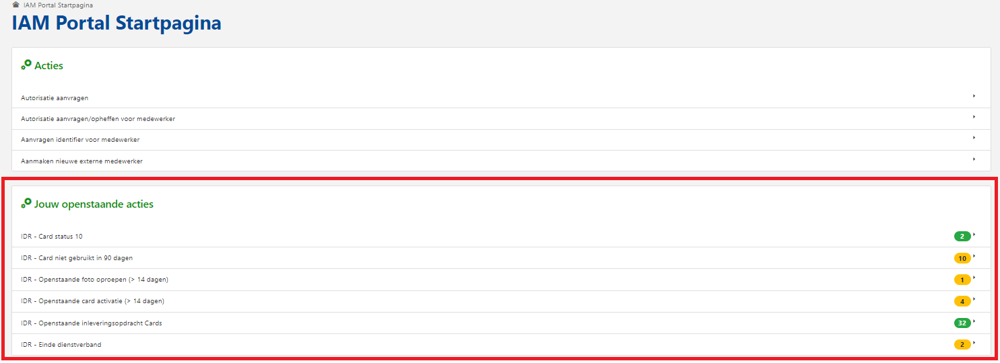 IAM Portal Startpagina
IAM Portal Startpagina
Acties
Autorisatie aanvragen
Autorisatie aanvragen/opheffen voor medewerker
Aanvragen identifier voor medewerker
Aanmaken nieuwe externe medewerker
Jouw openstaande acties
IDR - Card status 10 2
IDR - Card niet gebruikt in 90 dagen 10
IDR - Openstaande foto oproepen (> 14 dagen) 1
IDR - Openstaande card activatie (> 14 dagen) 4
IDR - Openstaande inleveringsopdracht Cards 32
IDR - Einde dienstverband 2